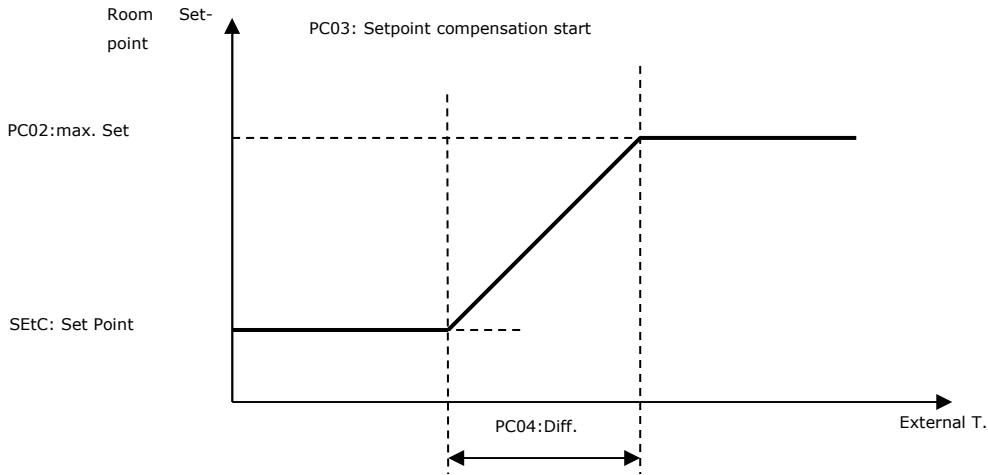 Room Set-
point
PC03: Setpoint compensation start
PC02:max. Set
SEtC: Set Point
PC04:Diff.
External T.